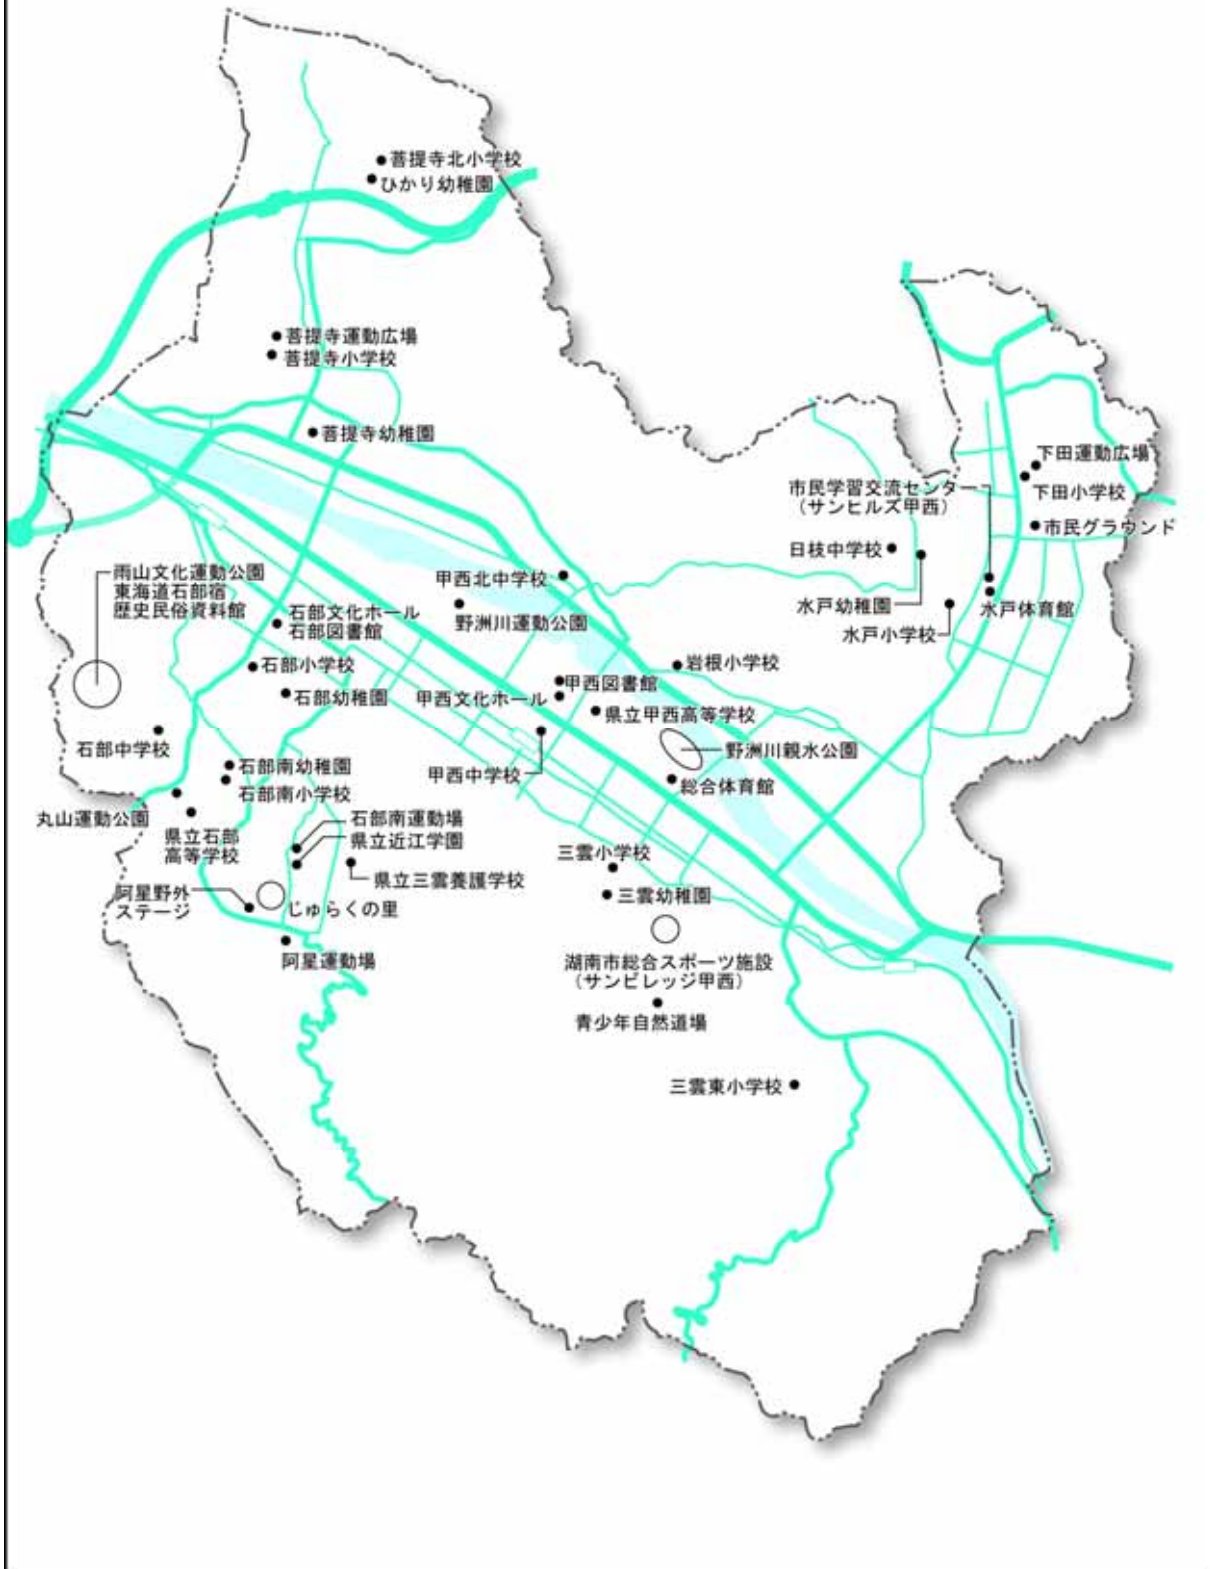 菩提寺北小学校
ひかり幼稚園
菩提寺運動広場
菩提寺小学校
菩提寺幼稚園
下田運動広場
下田小学校
市民学習交流センター
（サンヒルズ甲西）
市民グラウンド
日枝中学校
水戸幼稚園
水戸体育館
水戸小学校
雨山文化運動公園
東海道石部宿
歴史民俗資料館
甲西北中学校
野洲川運動公園
石部文化ホール
石部図書館
石部小学校
石部幼稚園
岩根小学校
甲西図書館
甲西文化ホール
県立甲西高等学校
石部中学校
野洲川親水公園
甲西中学校
総合体育館
石部南幼稚園
石部南小学校
丸山運動公園
県立石部
高等学校
石部南運動場
県立近江学園
県立三雲養護学校
三雲小学校
三雲幼稚園
阿星野外
ステージ
じゅらくの里
阿星運動場
湖南市総合スポーツ施設
（サンビレッジ甲西）
青少年自然道場
三雲東小学校